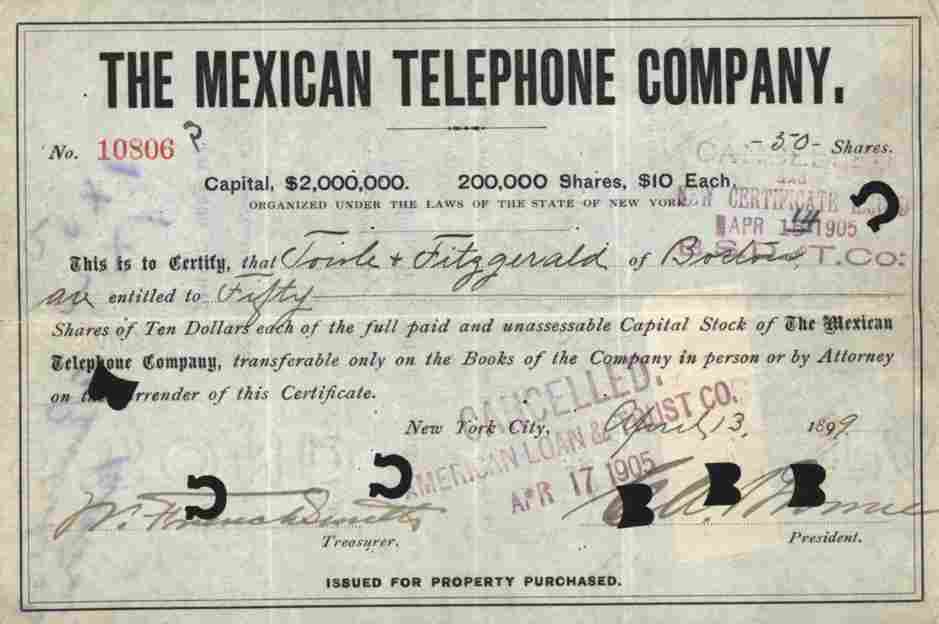 THE MEXICAN TELEPHONE COMPANY.
No. 10806
-50- Shares.
Capital, $2,000,000. 200,000 Shares, $10 Each,
ORGANIZED UNDER THE LAWS OF THE STATE OF NEW YORK
CERTIFICATE
APR 14 1905
T. Co:
This is to Certify, that Towle & Fitzgerald of Boston,
are entitled to Fifty
Shares of Ten Dollars each of the full paid and unassessable Capital Stock of The Mexican
Telephone Company, transferable only on the Books of the Company in person or by Attorney
on the surrender of this Certificate.
CANCELLED.
New York City, April 13, 1899.
AMERICAN LOAN & TRUST CO.
APR 17 1905
Treasurer.
President.
ISSUED FOR PROPERTY PURCHASED.